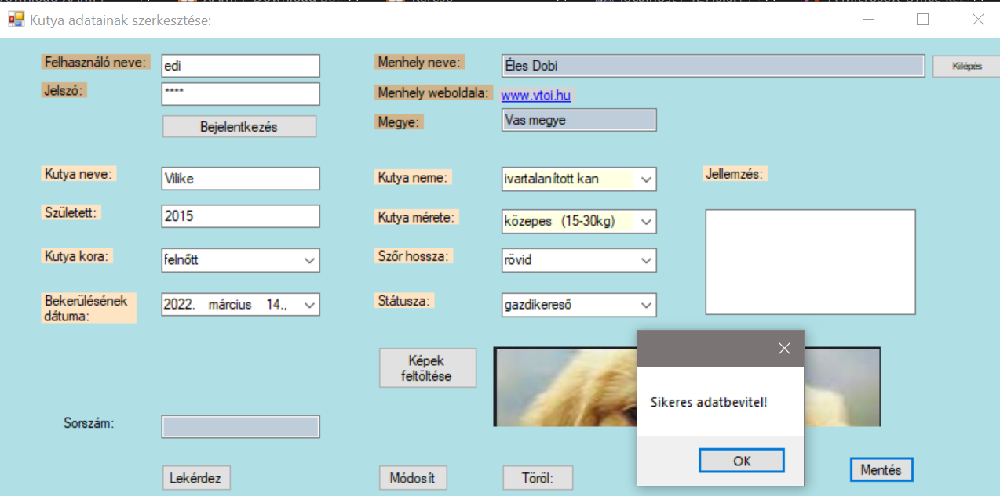 Kutya adatainak szerkesztése:
Felhasználó neve: edi Menhely neve: Éles Dobi Kilépés
Jelszó: **** Menhely weboldala: www.vtoi.hu
Bejelentkezés Megye: Vas megye
Kutya neve: Vilike Kutya neme: ivartalanított kan Jellemzés:
Született: 2015 Kutya mérete: közepes (15-30kg)
Kutya kora: felnőtt Szőr hossza: rövid
Bekerülésének
dátuma: 2022. március 14., Státusza: gazdikereső
Képek
feltöltése
Sikeres adatbevitel!
Sorszám:
OK
Lekérdez Módosít Töröl: Mentés